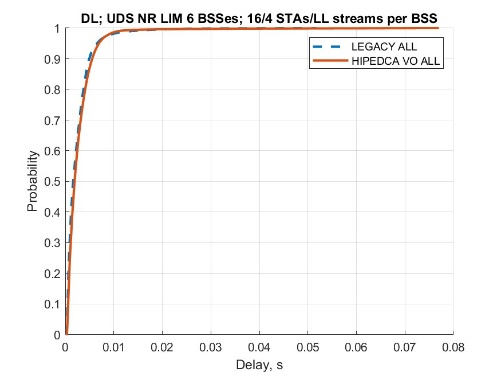 DL; UDS NR LIM 6 BSSes; 16/4 STAs/LL streams per BSS
LEGACY ALL
HIPEDCA VO ALL
Probability
1
0.9
0.8
0.7
0.6
0.5
0.4
0.3
0.2
0.1
0
0 0.01 0.02 0.03 0.04 0.05 0.06 0.07 0.08
Delay, s